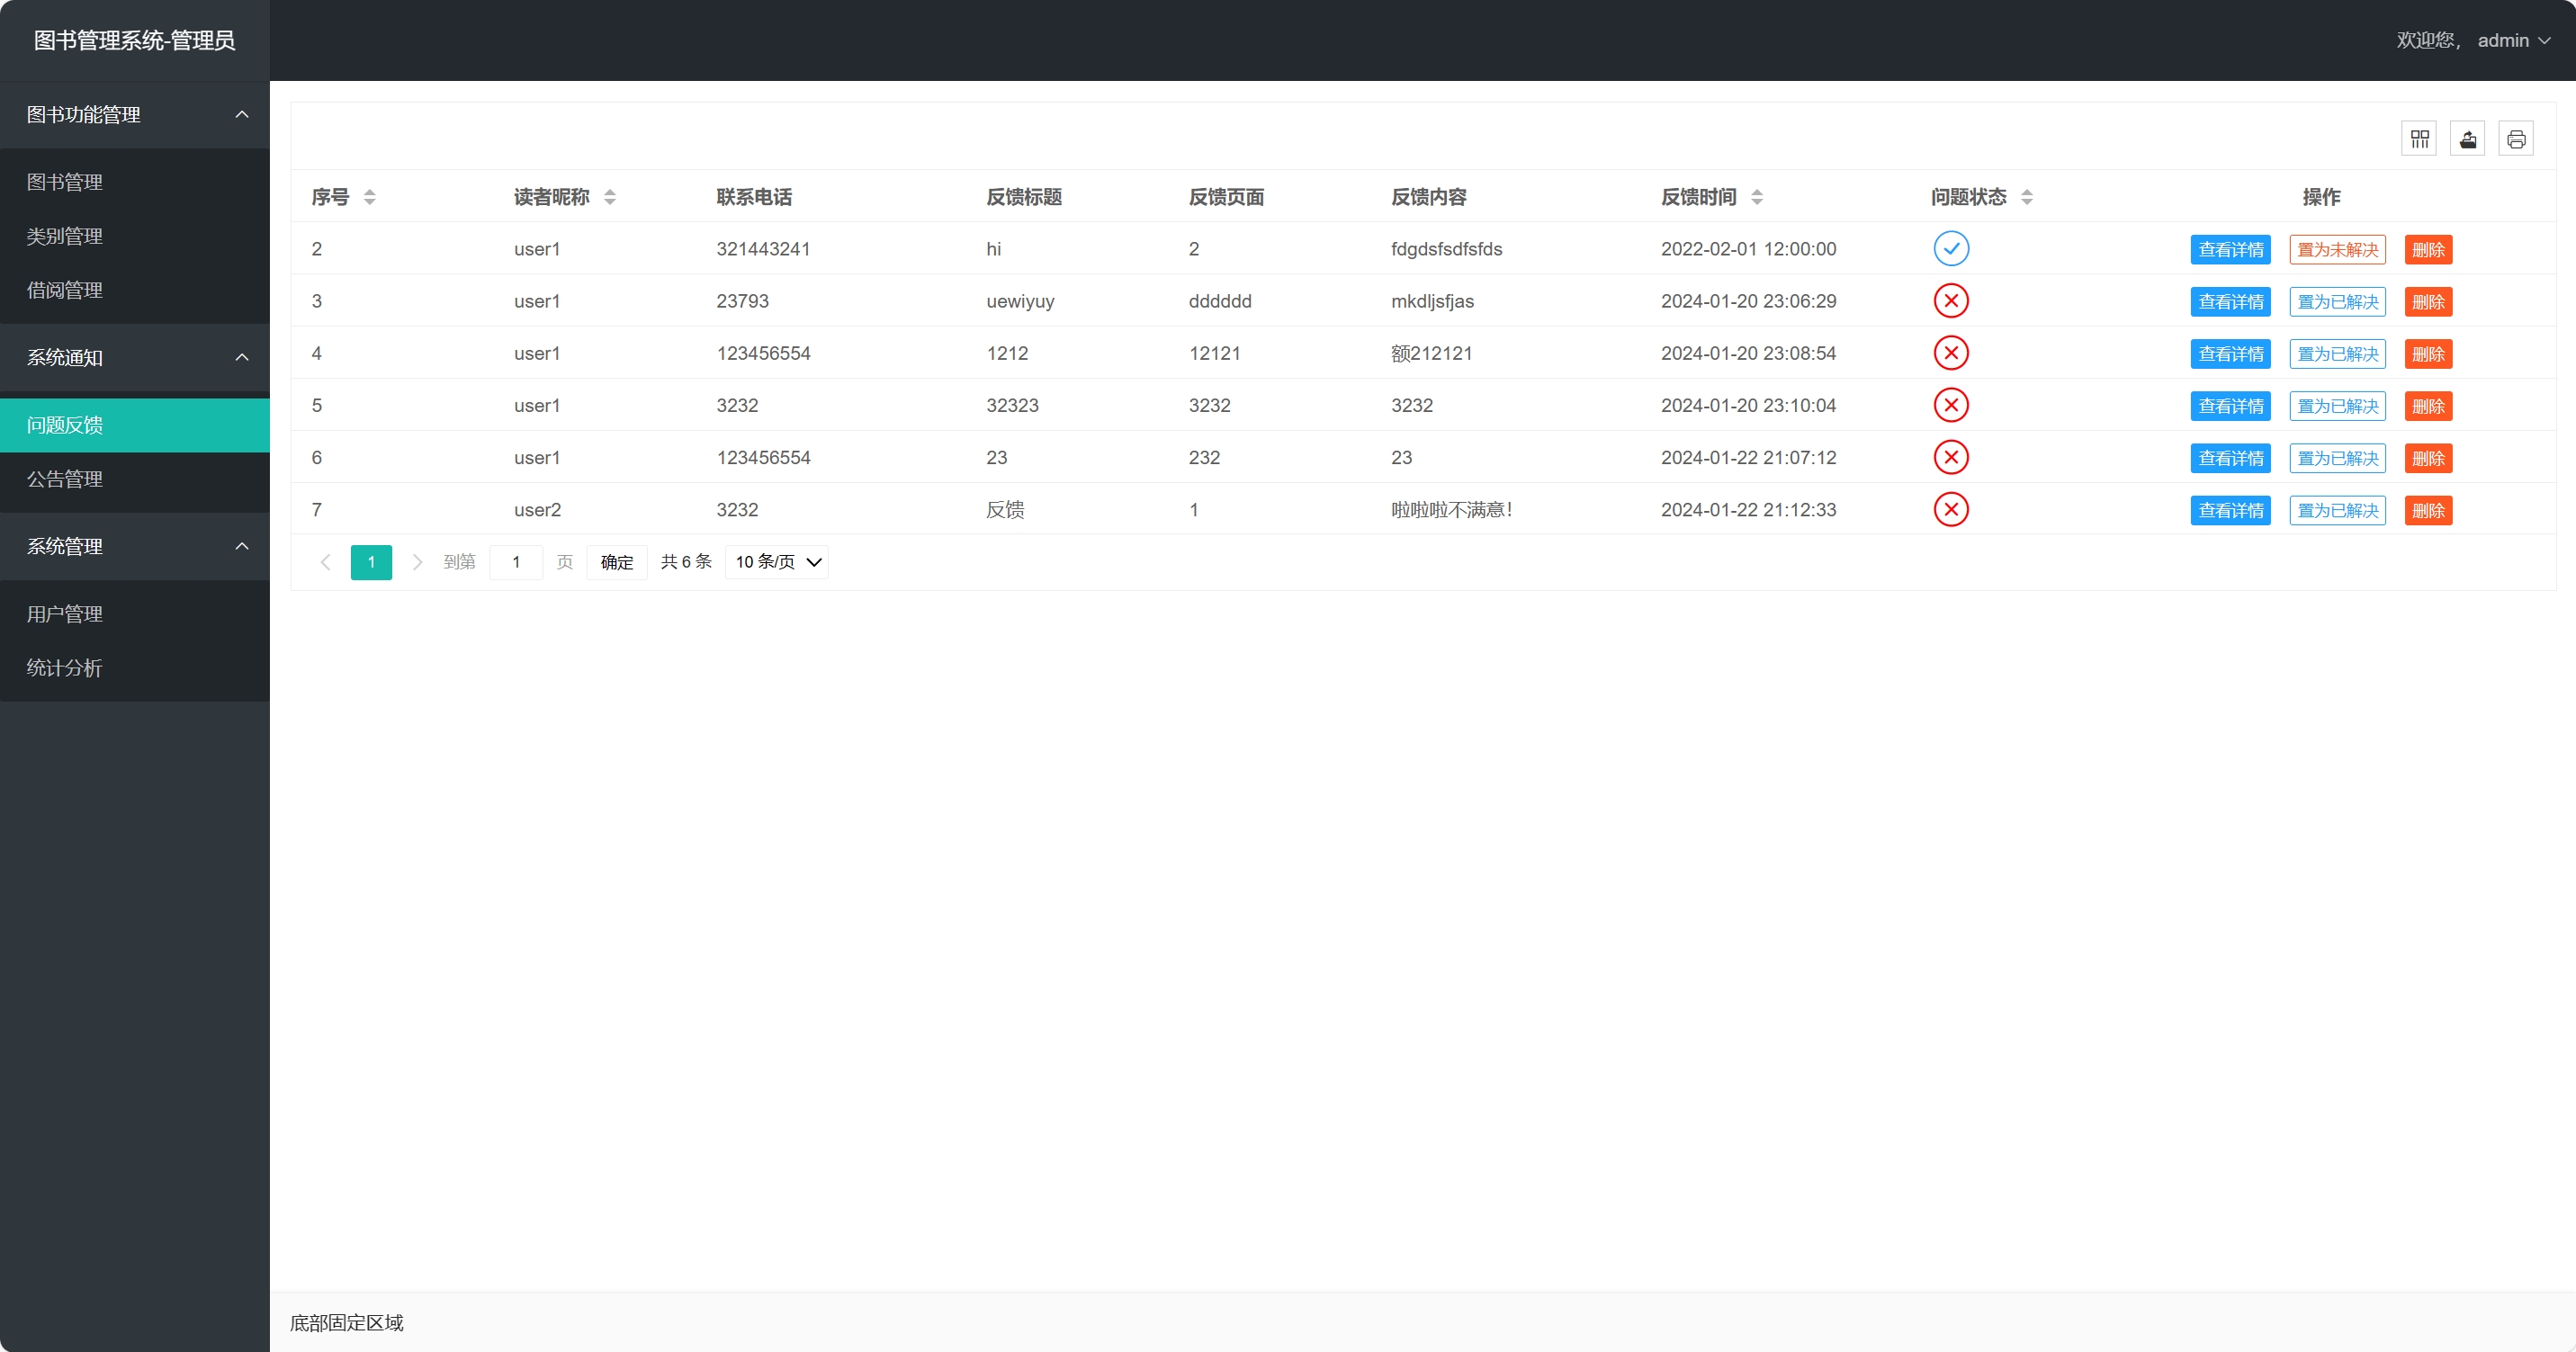 图书管理系统-管理员
欢迎您， admin
图书功能管理
图书管理
类别管理
借阅管理
系统通知
问题反馈
公告管理
系统管理
用户管理
统计分析
序号 读者昵称 联系电话 反馈标题 反馈页面 反馈内容 反馈时间 问题状态 操作
2 user1 321443241 hi 2 fdgdsfsdfsfds 2022-02-01 12:00:00 查看详情 置为未解决 删除
3 user1 23793 uewiyuy dddddd mkdljsfjas 2024-01-20 23:06:29 查看详情 置为已解决 删除
4 user1 123456554 1212 12121 额212121 2024-01-20 23:08:54 查看详情 置为已解决 删除
5 user1 3232 32323 3232 3232 2024-01-20 23:10:04 查看详情 置为已解决 删除
6 user1 123456554 23 232 23 2024-01-22 21:07:12 查看详情 置为已解决 删除
7 user2 3232 反馈 1 啦啦啦不满意！ 2024-01-22 21:12:33 查看详情 置为已解决 删除
1 到第 1 页 确定 共 6 条 10 条/页
底部固定区域